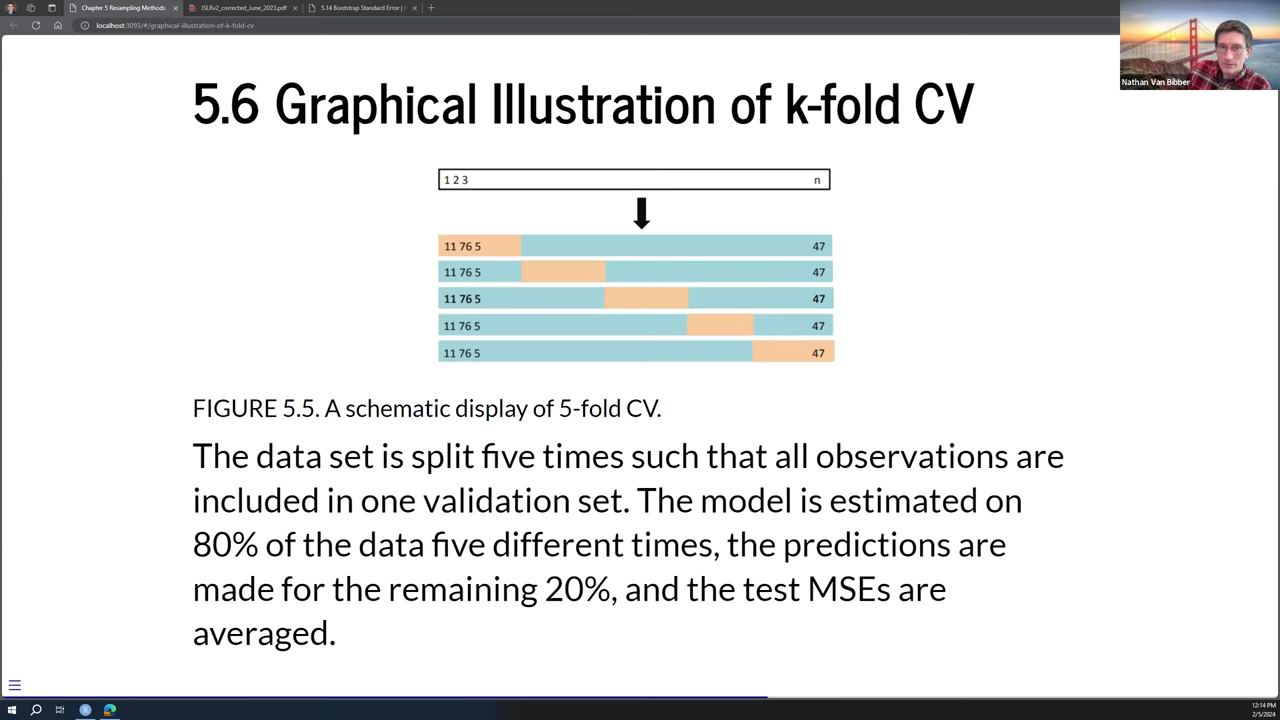 Chapter 5 Resampling Methods
ISLRv2_corrected_June_2023.pdf
5.14 Bootstrap Standard Error |
localhost:3093/#/graphical-illustration-of-k-fold-cv
Nathan Van Bibber
5.6 Graphical Illustration of k-fold CV
1 2 3 n
11 76 5 47
11 76 5 47
11 76 5 47
11 76 5 47
11 76 5 47
FIGURE 5.5. A schematic display of 5-fold CV.
The data set is split five times such that all observations are
included in one validation set. The model is estimated on
80% of the data five different times, the predictions are
made for the remaining 20%, and the test MSEs are
averaged.
12:14 PM
2/5/2024